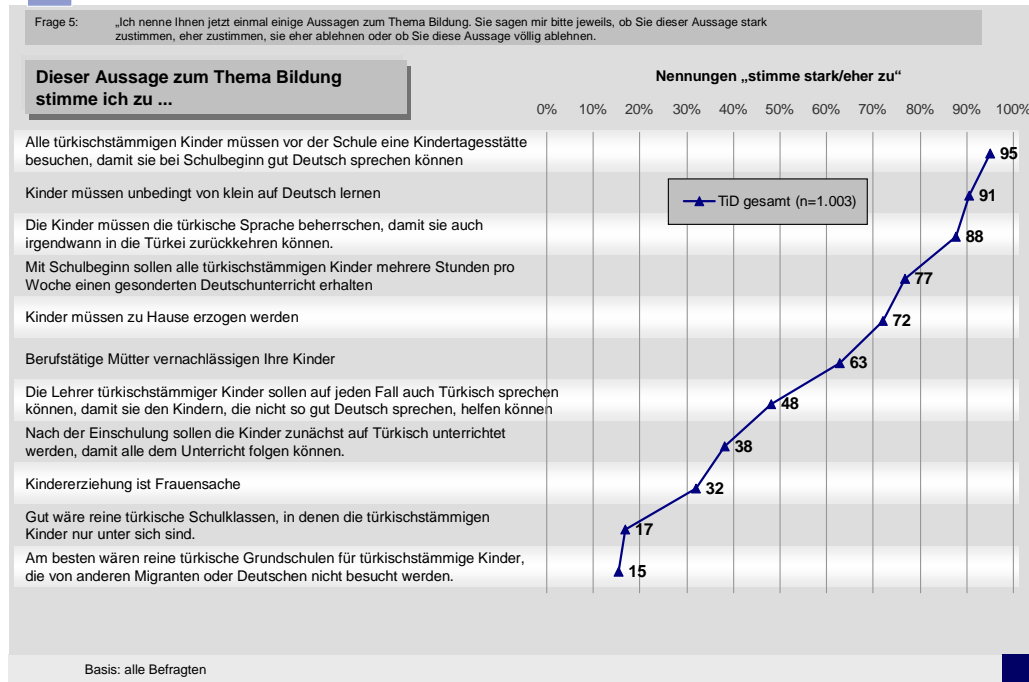 Frage 5: „Ich nenne Ihnen jetzt einmal einige Aussagen zum Thema Bildung. Sie sagen mir bitte jeweils, ob Sie dieser Aussage stark
zustimmen, eher zustimmen, sie eher ablehnen oder ob Sie diese Aussage völlig ablehnen.
Dieser Aussage zum Thema Bildung
stimme ich zu ...
Nennungen „stimme stark/eher zu“
0% 10% 20% 30% 40% 50% 60% 70% 80% 90% 100%
Alle türkischstämmigen Kinder müssen vor der Schule eine Kindertagesstätte
besuchen, damit sie bei Schulbeginn gut Deutsch sprechen können
95
Kinder müssen unbedingt von klein auf Deutsch lernen
91
TiD gesamt (n=1.003)
Die Kinder müssen die türkische Sprache beherrschen, damit sie auch
irgendwann in die Türkei zurückkehren können.
88
Mit Schulbeginn sollen alle türkischstämmigen Kinder mehrere Stunden pro
Woche einen gesonderten Deutschunterricht erhalten
77
Kinder müssen zu Hause erzogen werden
72
Berufstätige Mütter vernachlässigen Ihre Kinder
63
Die Lehrer türkischstämmiger Kinder sollen auf jeden Fall auch Türkisch sprechen
können, damit sie den Kindern, die nicht so gut Deutsch sprechen, helfen können
48
Nach der Einschulung sollen die Kinder zunächst auf Türkisch unterrichtet
werden, damit alle dem Unterricht folgen können.
38
Kindererziehung ist Frauensache
32
Gut wäre reine türkische Schulklassen, in denen die türkischstämmigen
Kinder nur unter sich sind.
17
Am besten wären reine türkische Grundschulen für türkischstämmige Kinder,
die von anderen Migranten oder Deutschen nicht besucht werden.
15
Basis: alle Befragten